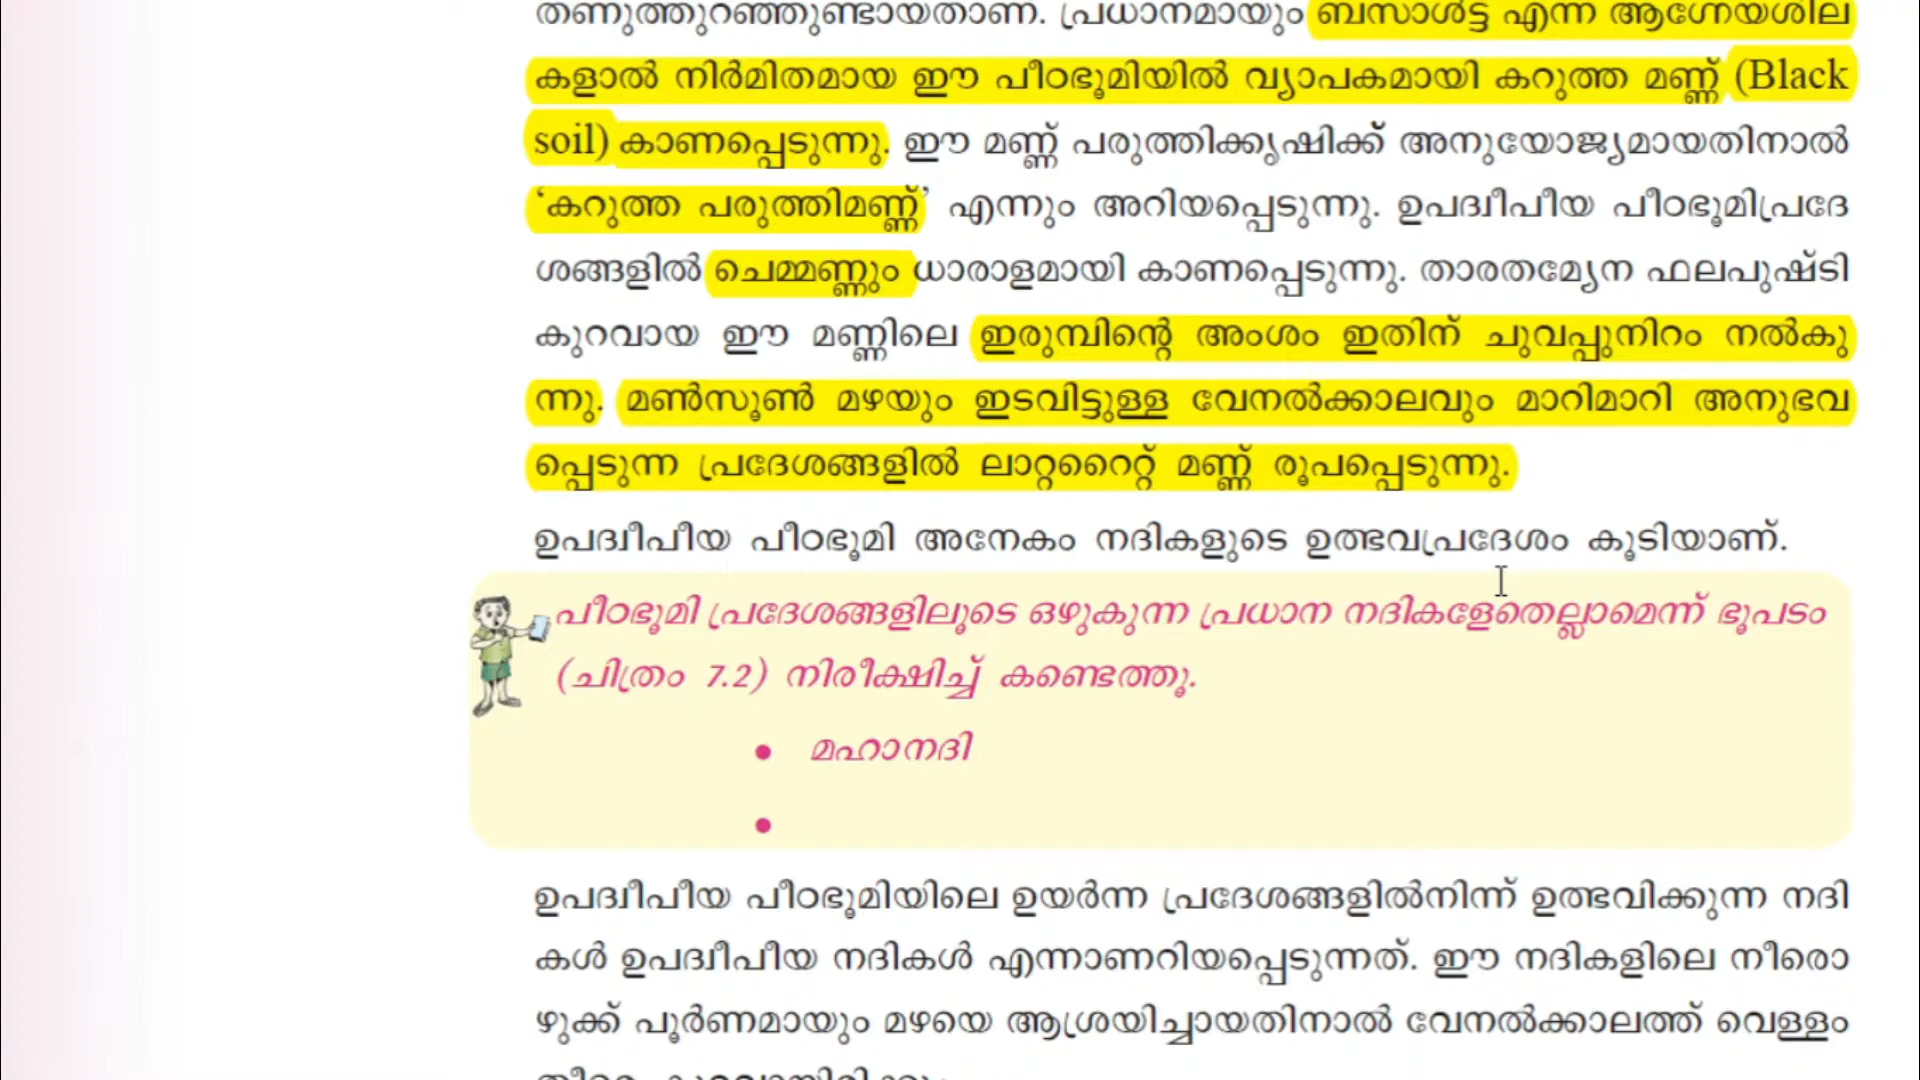 തണുത്തുറഞ്ഞുണ്ടായതാണ്. പ്രധാനമായും ബസാൾട്ട് എന്ന ആഗ്നേയശില
കളാൽ നിർമിതമായ ഈ പീഠഭൂമിയിൽ വ്യാപകമായി കറുത്ത മണ്ണ് (Black
soil) കാണപ്പെടുന്നു. ഈ മണ്ണ് പരുത്തിക്കൃഷിക്ക് അനുയോജ്യമായതിനാൽ
‘കറുത്ത പരുത്തിമണ്ണ്’ എന്നും അറിയപ്പെടുന്നു. ഉപദ്വീപീയ പീഠഭൂമിപ്രദേ
ശങ്ങളിൽ ചെമ്മണ്ണും ധാരാളമായി കാണപ്പെടുന്നു. താരതമ്യേന ഫലപുഷ്ടി
കുറവായ ഈ മണ്ണിലെ ഇരുമ്പിന്റെ അംശം ഇതിന് ചുവപ്പുനിറം നൽകു
ന്നു. മൺസൂൺ മഴയും ഇടവിട്ടുള്ള വേനൽക്കാലവും മാറിമാറി അനുഭവ
പ്പെടുന്ന പ്രദേശങ്ങളിൽ ലാറ്ററൈറ്റ് മണ്ണ് രൂപപ്പെടുന്നു.
ഉപദ്വീപീയ പീഠഭൂമി അനേകം നദികളുടെ ഉത്ഭവപ്രദേശം കൂടിയാണ്.
പീഠഭൂമി പ്രദേശങ്ങളിലൂടെ ഒഴുകുന്ന പ്രധാന നദികളേതെല്ലാമെന്ന് ഭൂപടം
(ചിത്രം 7.2) നിരീക്ഷിച്ച് കണ്ടെത്തൂ.
• മഹാനദി
•
ഉപദ്വീപീയ പീഠഭൂമിയിലെ ഉയർന്ന പ്രദേശങ്ങളിൽനിന്ന് ഉത്ഭവിക്കുന്ന നദി
കൾ ഉപദ്വീപീയ നദികൾ എന്നാണറിയപ്പെടുന്നത്. ഈ നദികളിലെ നീരൊ
ഴുക്ക് പൂർണമായും മഴയെ ആശ്രയിച്ചായതിനാൽ വേനൽക്കാലത്ത് വെള്ളം